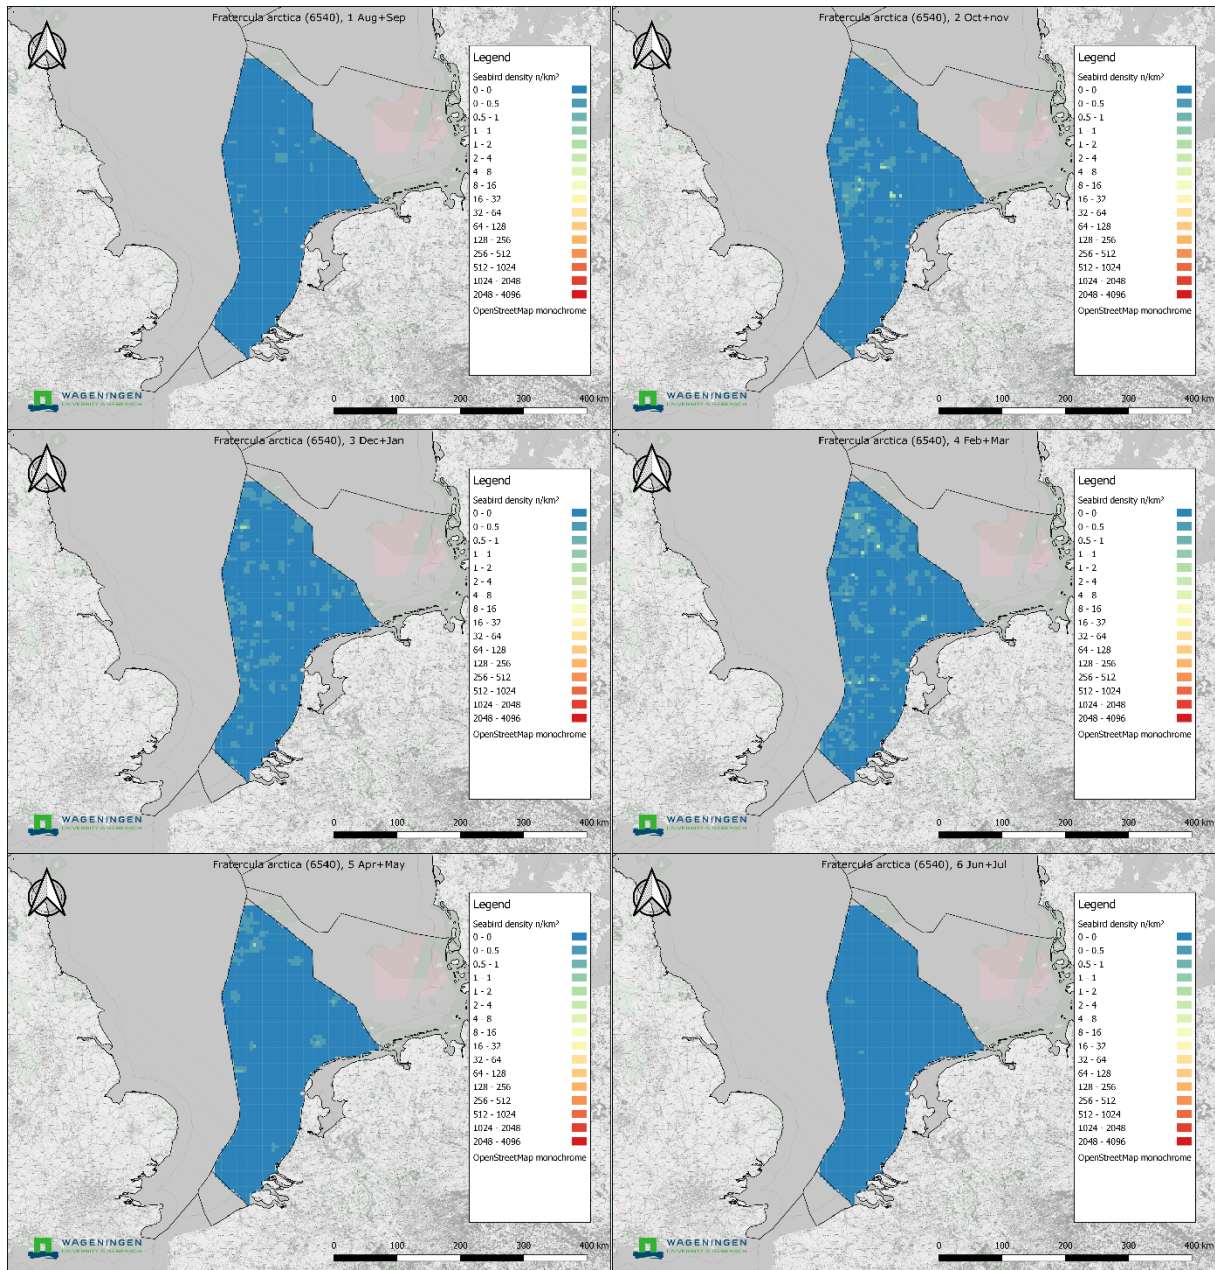 Fratercula arctica (6540), 1 Aug+Sep
Legend
Seabird density n/km²
0 - 0
0 - 0.5
0.5 - 1
1 - 1
1 - 2
2 - 4
4 - 8
8 - 16
16 - 32
32 - 64
64 - 128
128 - 256
256 - 512
512 - 1024
1024 - 2048
2048 - 4096
OpenStreetMap monochrome
WAGENINGEN
UNIVERSITY & RESEARCH
0 100 200 300 400 km
Fratercula arctica (6540), 2 Oct+nov
Legend
Seabird density n/km²
0 - 0
0 - 0.5
0.5 - 1
1 - 1
1 - 2
2 - 4
4 - 8
8 - 16
16 - 32
32 - 64
64 - 128
128 - 256
256 - 512
512 - 1024
1024 - 2048
2048 - 4096
OpenStreetMap monochrome
WAGENINGEN
UNIVERSITY & RESEARCH
0 100 200 300 400 km
Fratercula arctica (6540), 3 Dec+Jan
Legend
Seabird density n/km²
0 - 0
0 - 0.5
0.5 - 1
1 - 1
1 - 2
2 - 4
4 - 8
8 - 16
16 - 32
32 - 64
64 - 128
128 - 256
256 - 512
512 - 1024
1024 - 2048
2048 - 4096
OpenStreetMap monochrome
WAGENINGEN
UNIVERSITY & RESEARCH
0 100 200 300 400 km
Fratercula arctica (6540), 4 Feb+Mar
Legend
Seabird density n/km²
0 - 0
0 - 0.5
0.5 - 1
1 - 1
1 - 2
2 - 4
4 - 8
8 - 16
16 - 32
32 - 64
64 - 128
128 - 256
256 - 512
512 - 1024
1024 - 2048
2048 - 4096
OpenStreetMap monochrome
WAGENINGEN
UNIVERSITY & RESEARCH
0 100 200 300 400 km
Fratercula arctica (6540), 5 Apr+May
Legend
Seabird density n/km²
0 - 0
0 - 0.5
0.5 - 1
1 - 1
1 - 2
2 - 4
4 - 8
8 - 16
16 - 32
32 - 64
64 - 128
128 - 256
256 - 512
512 - 1024
1024 - 2048
2048 - 4096
OpenStreetMap monochrome
WAGENINGEN
UNIVERSITY & RESEARCH
0 100 200 300 400 km
Fratercula arctica (6540), 6 Jun+Jul
Legend
Seabird density n/km²
0 - 0
0 - 0.5
0.5 - 1
1 - 1
1 - 2
2 - 4
4 - 8
8 - 16
16 - 32
32 - 64
64 - 128
128 - 256
256 - 512
512 - 1024
1024 - 2048
2048 - 4096
OpenStreetMap monochrome
WAGENINGEN
UNIVERSITY & RESEARCH
0 100 200 300 400 km